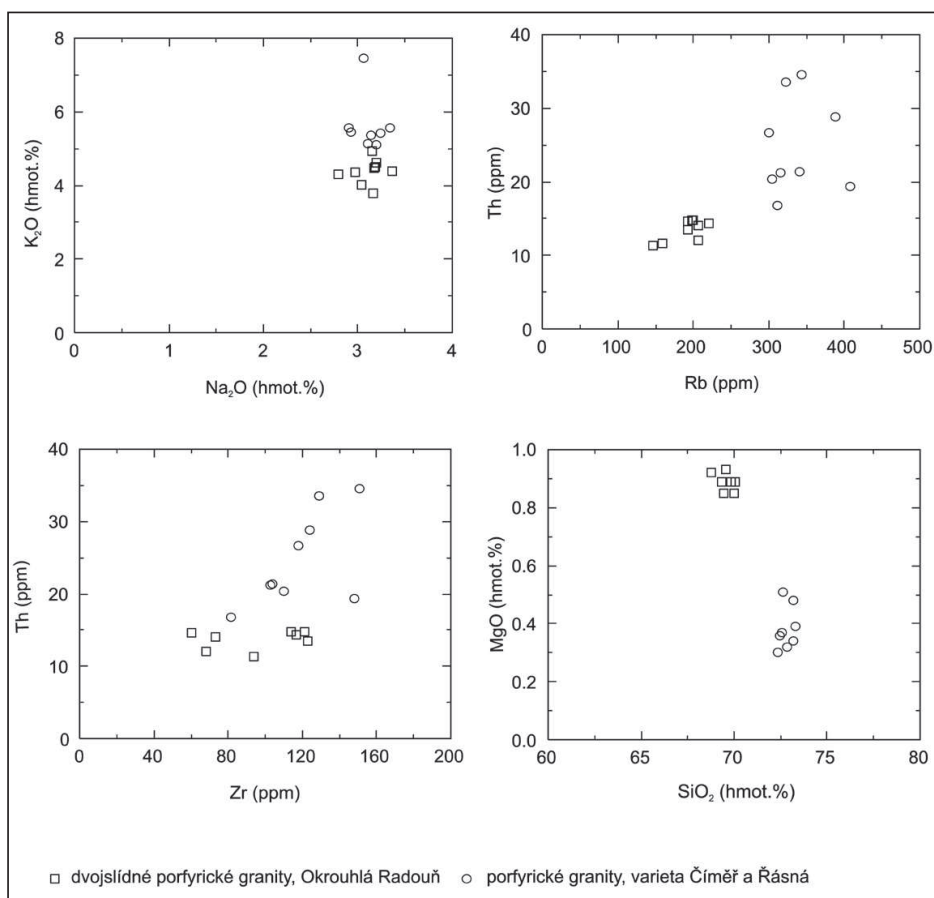 8
6
4
2
0
K₂O (hmot.%)
0 1 2 3 4
Na₂O (hmot.%)
40
30
20
10
0
Th (ppm)
0 100 200 300 400 500
Rb (ppm)
40
30
20
10
0
Th (ppm)
0 40 80 120 160 200
Zr (ppm)
1.0
0.8
0.6
0.4
0.2
0.0
MgO (hmot.%)
60 65 70 75 80
SiO₂ (hmot.%)
dvojslídné porfyrické granity, Okrouhlá Radouň porfyrické granity, varieta Číměř a Řásná